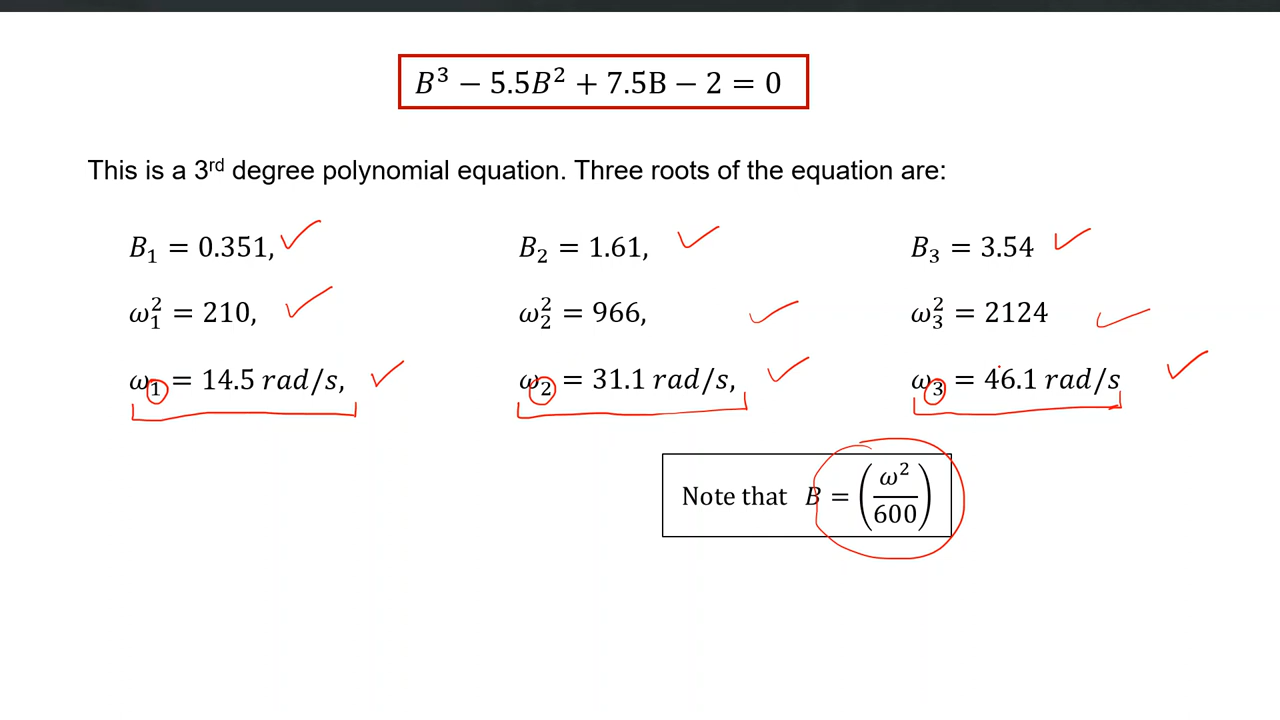 B³ − 5.5B² + 7.5B − 2 = 0
This is a 3rd degree polynomial equation. Three roots of the equation are:
B₁ = 0.351, B₂ = 1.61, B₃ = 3.54
ω₁² = 210, ω₂² = 966, ω₃² = 2124
ω₁ = 14.5 rad/s, ω₂ = 31.1 rad/s, ω₃ = 46.1 rad/s
Note that B = (ω²/600)